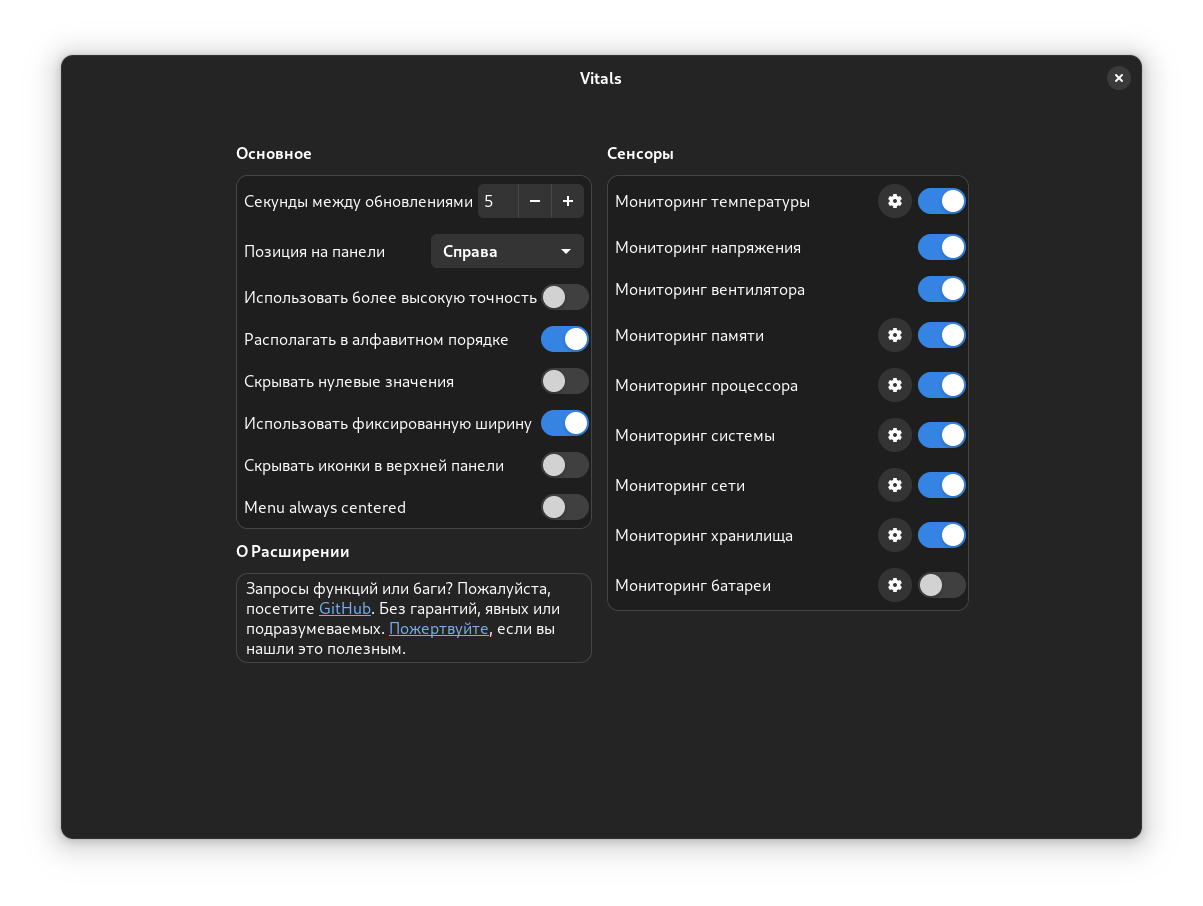 Vitals
Основное
Секунды между обновлениями 5
Позиция на панели Справа
Использовать более высокую точность
Располагать в алфавитном порядке
Скрывать нулевые значения
Использовать фиксированную ширину
Скрывать иконки в верхней панели
Menu always centered
О Расширении
Запросы функций или баги? Пожалуйста,
посетите GitHub. Без гарантий, явных или
подразумеваемых. Пожертвуйте, если вы
нашли это полезным.
Сенсоры
Мониторинг температуры
Мониторинг напряжения
Мониторинг вентилятора
Мониторинг памяти
Мониторинг процессора
Мониторинг системы
Мониторинг сети
Мониторинг хранилища
Мониторинг батареи